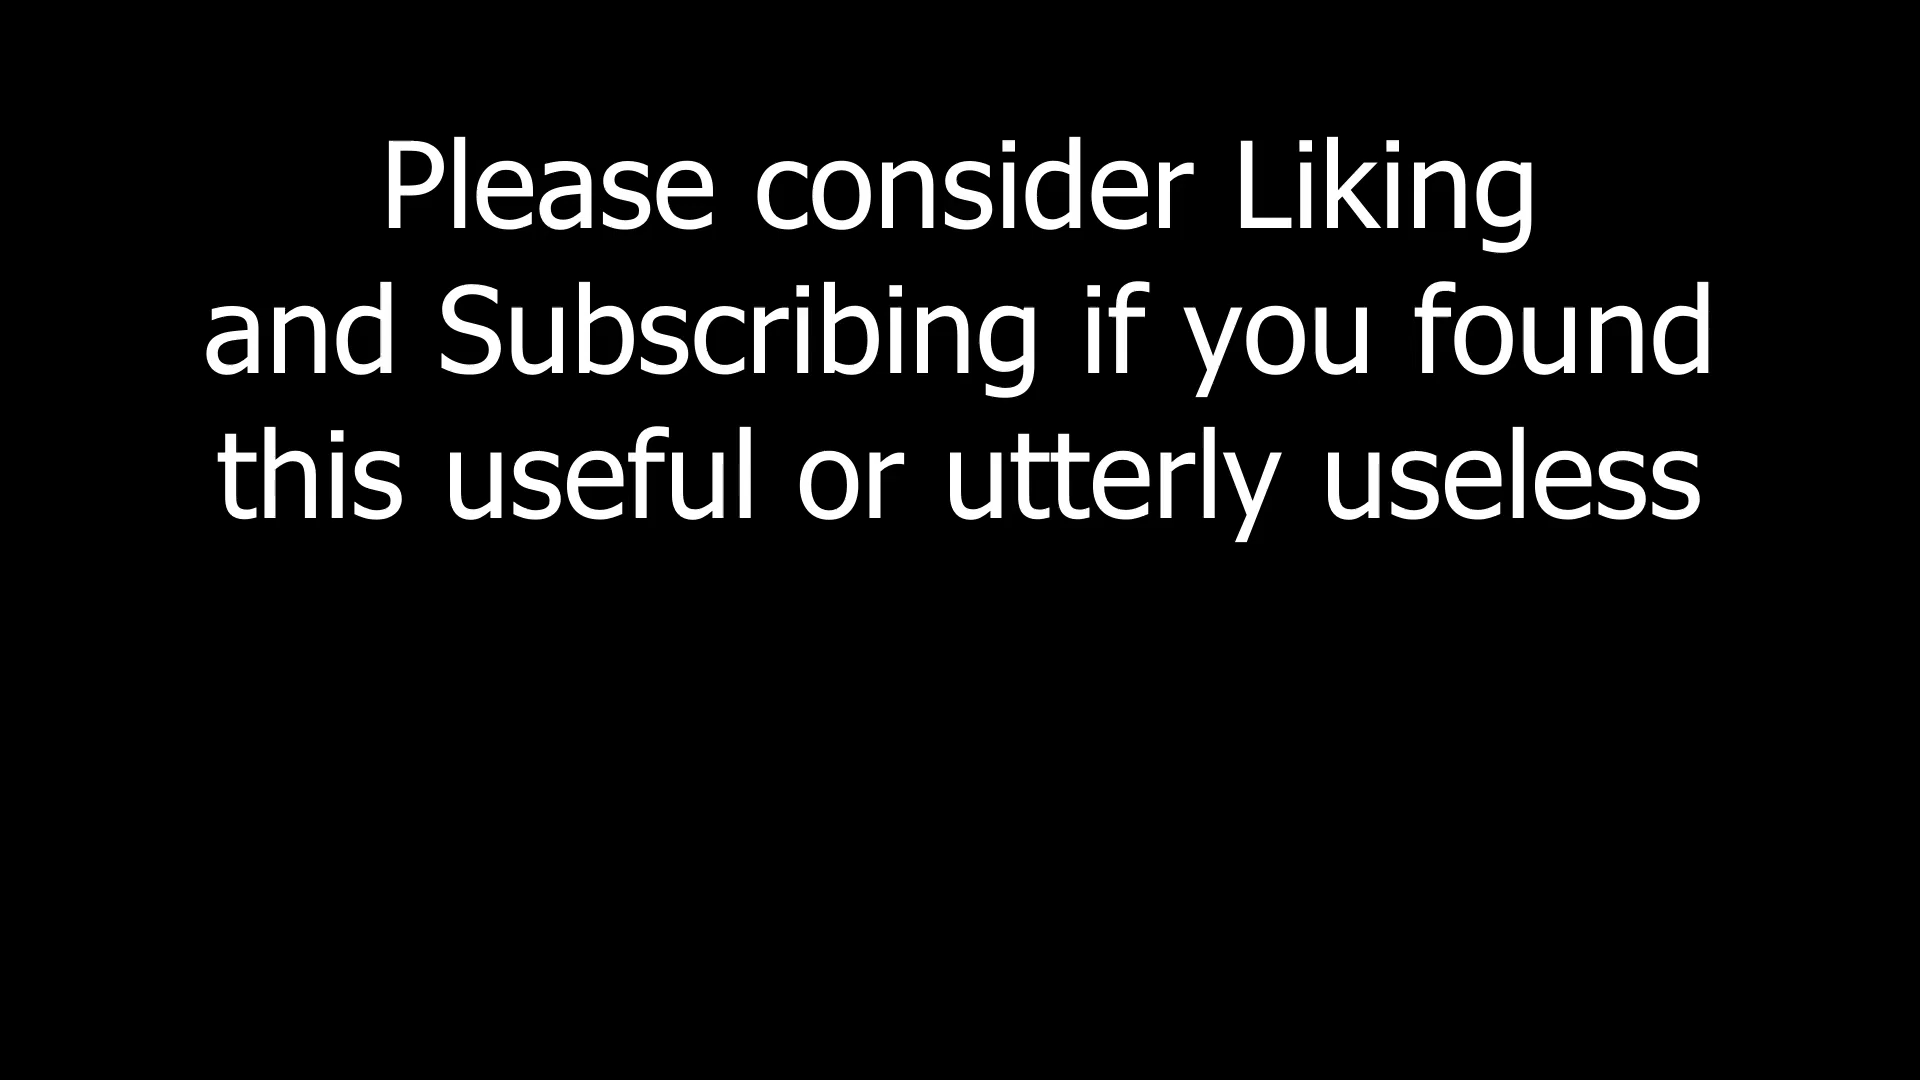 Please consider Liking
and Subscribing if you found
this useful or utterly useless